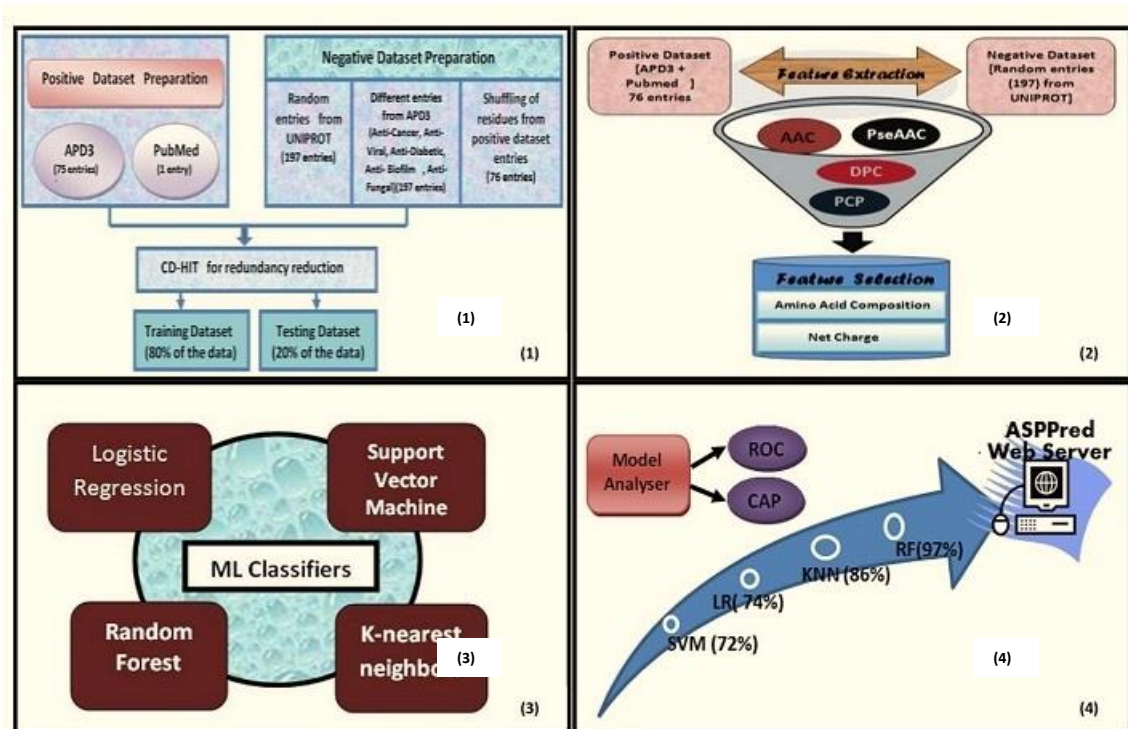 Positive Dataset Preparation
APD3
(75 entries)
PubMed
(1 entry)
Negative Dataset Preparation
Random
entries from
UNIPROT
(197 entries)
Different entries
from APD3
(Anti-Cancer, Anti-
Viral, Anti-Diabetic,
Anti- Biofilm , Anti-
Fungal)(197 entries)
Shuffling of
residues from
positive dataset
entries
(76 entries)
CD-HIT for redundancy reduction
Training Dataset
(80% of the data)
Testing Dataset
(20% of the data)
(1)
(1)
Positive Dataset
[APD3 +
Pubmed ]
76 entries
Feature Extraction
Negative Dataset
[Random entries
(197) from
UNIPROT]
AAC
PseAAC
DPC
PCP
Feature Selection
Amino Acid Composition
Net Charge
(2)
(2)
Logistic
Regression
Support
Vector
Machine
ML Classifiers
Random
Forest
K-nearest
neighbo
(3)
(3)
Model
Analyser
ROC
CAP
ASPPred
Web Server
RF(97%)
KNN (86%)
LR( 74%)
SVM (72%)
(4)
(4)